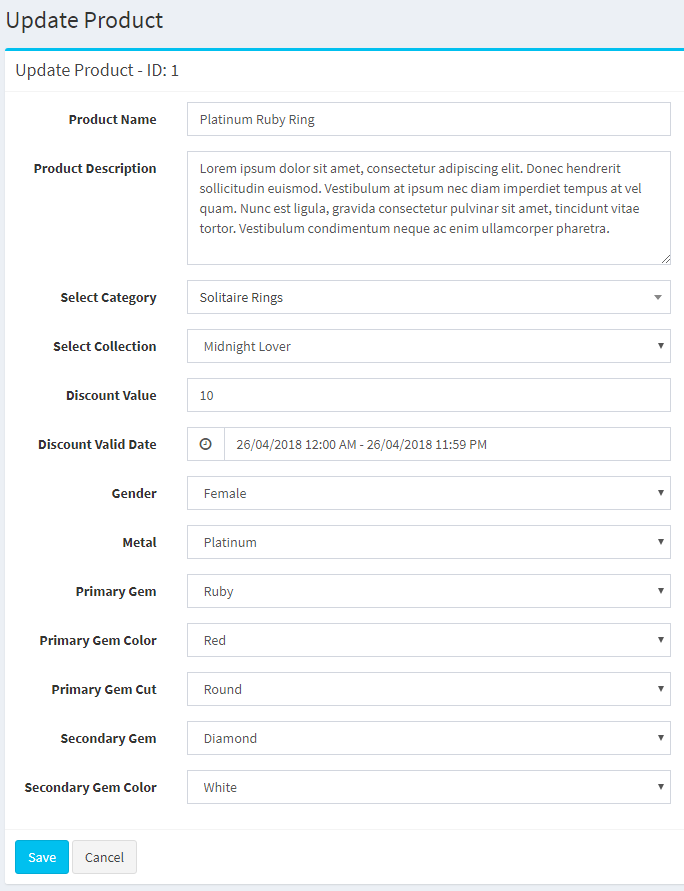 Update Product
Update Product - ID: 1
Product Name Platinum Ruby Ring
Product Description Lorem ipsum dolor sit amet, consectetur adipiscing elit. Donec hendrerit
sollicitudin euismod. Vestibulum at ipsum nec diam imperdiet tempus at vel
quam. Nunc est ligula, gravida consectetur pulvinar sit amet, tincidunt vitae
tortor. Vestibulum condimentum neque ac enim ullamcorper pharetra.
Select Category Solitaire Rings
Select Collection Midnight Lover
Discount Value 10
Discount Valid Date 26/04/2018 12:00 AM - 26/04/2018 11:59 PM
Gender Female
Metal Platinum
Primary Gem Ruby
Primary Gem Color Red
Primary Gem Cut Round
Secondary Gem Diamond
Secondary Gem Color White
Save Cancel